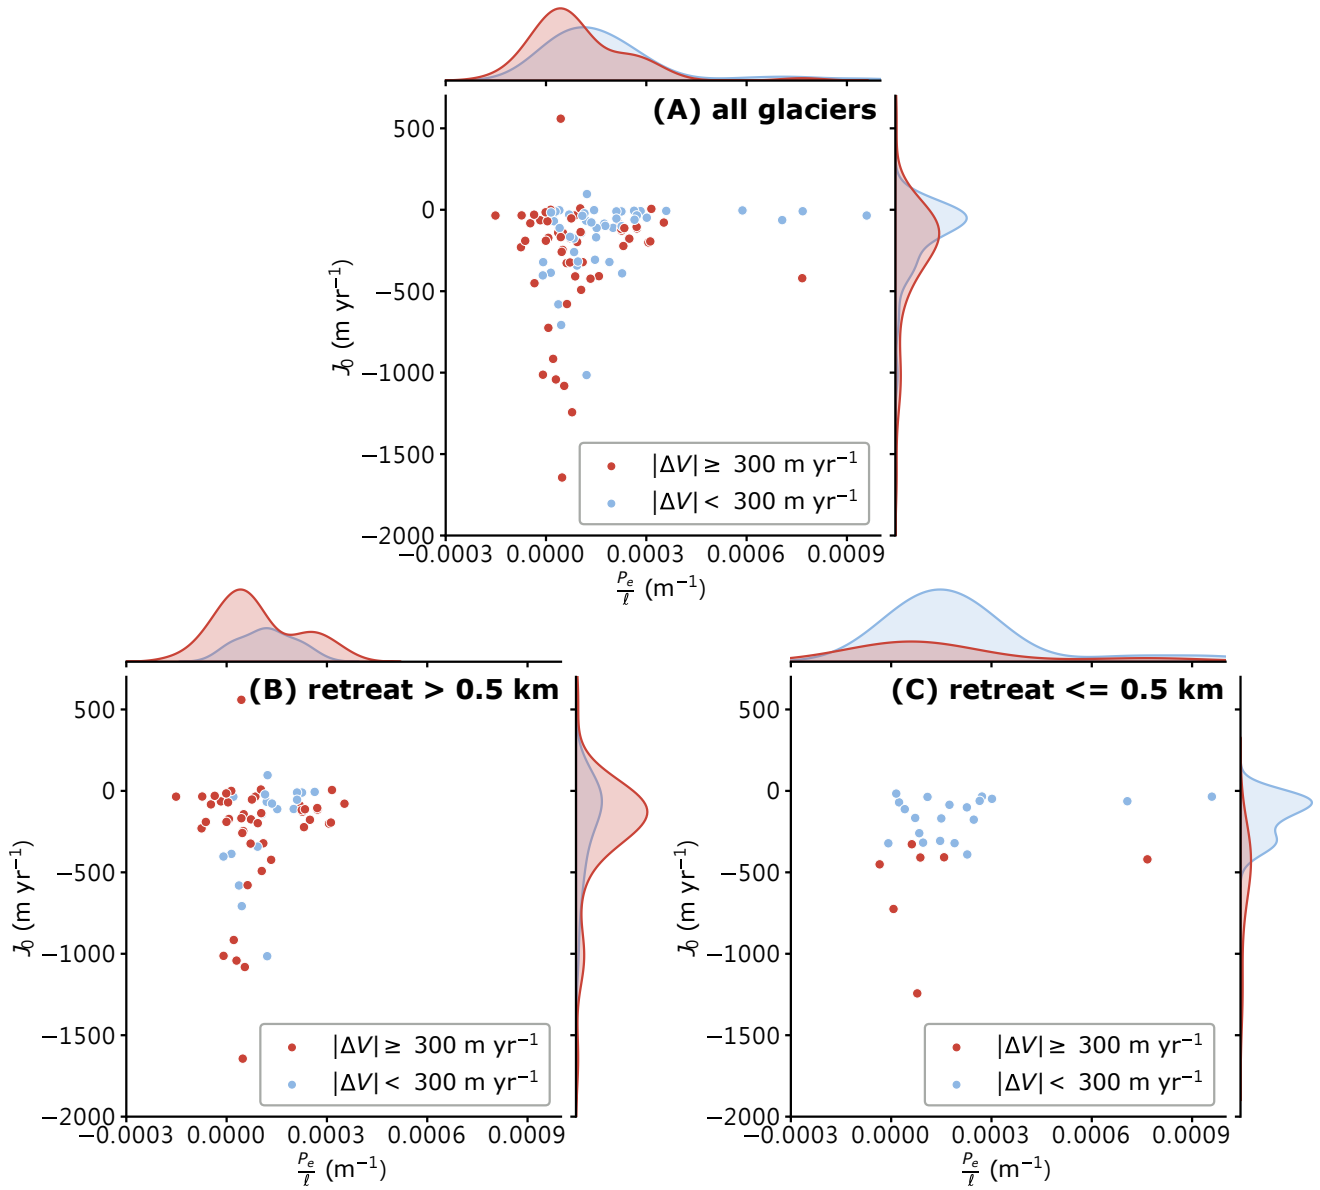 (A) all glaciers
500
0
−500
−1000
−1500
−2000
J₀ (m yr⁻¹)
|ΔV| ≥ 300 m yr⁻¹
|ΔV| < 300 m yr⁻¹
−0.0003 0.0000 0.0003 0.0006 0.0009
Pₑ/ℓ (m⁻¹)
(B) retreat > 0.5 km
500
0
−500
−1000
−1500
−2000
J₀ (m yr⁻¹)
|ΔV| ≥ 300 m yr⁻¹
|ΔV| < 300 m yr⁻¹
−0.0003 0.0000 0.0003 0.0006 0.0009
Pₑ/ℓ (m⁻¹)
(C) retreat <= 0.5 km
500
0
−500
−1000
−1500
−2000
J₀ (m yr⁻¹)
|ΔV| ≥ 300 m yr⁻¹
|ΔV| < 300 m yr⁻¹
−0.0003 0.0000 0.0003 0.0006 0.0009
Pₑ/ℓ (m⁻¹)